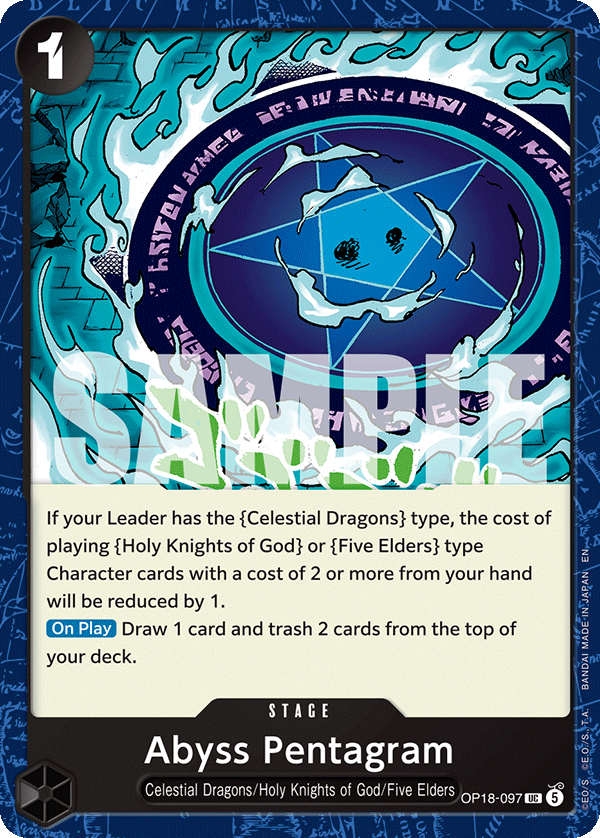 1
SAMPLE
If your Leader has the {Celestial Dragons} type, the cost of
playing {Holy Knights of God} or {Five Elders} type
Character cards with a cost of 2 or more from your hand
will be reduced by 1.
On Play Draw 1 card and trash 2 cards from the top of
your deck.
STAGE
Abyss Pentagram
Celestial Dragons/Holy Knights of God/Five Elders
OP18-097 UC 5
©E.O./S., ©E.O./S.,T.A. BANDAI MADE IN JAPAN EN